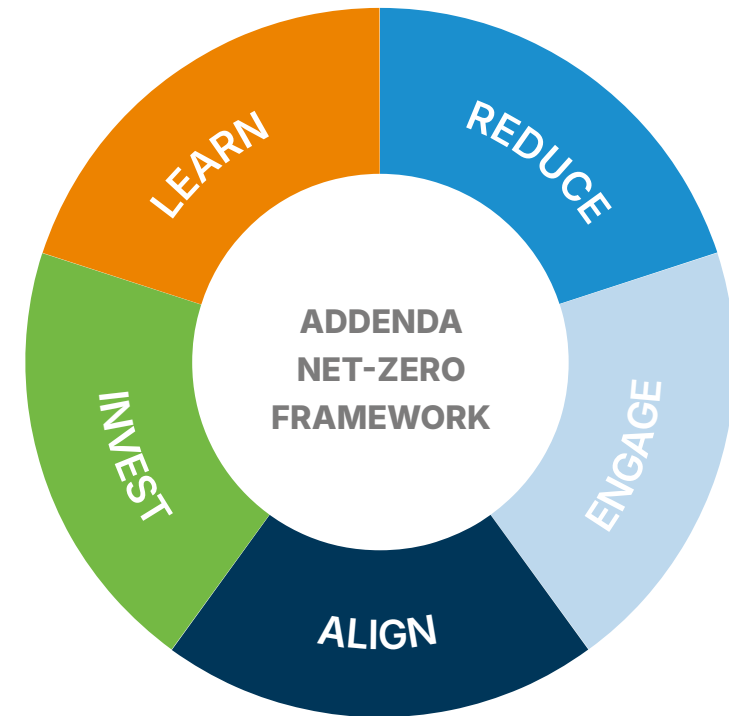 LEARN
REDUCE
ADDENDA
NET-ZERO
FRAMEWORK
INVEST
ENGAGE
ALIGN